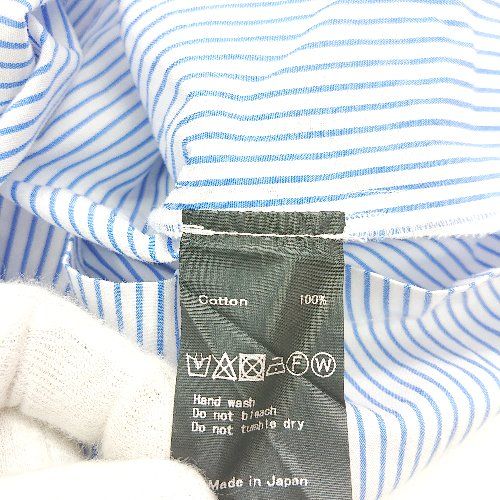 Cotton 100%
F W
Hand wash
Do not bleach
Do not tumble dry
Made in Japan